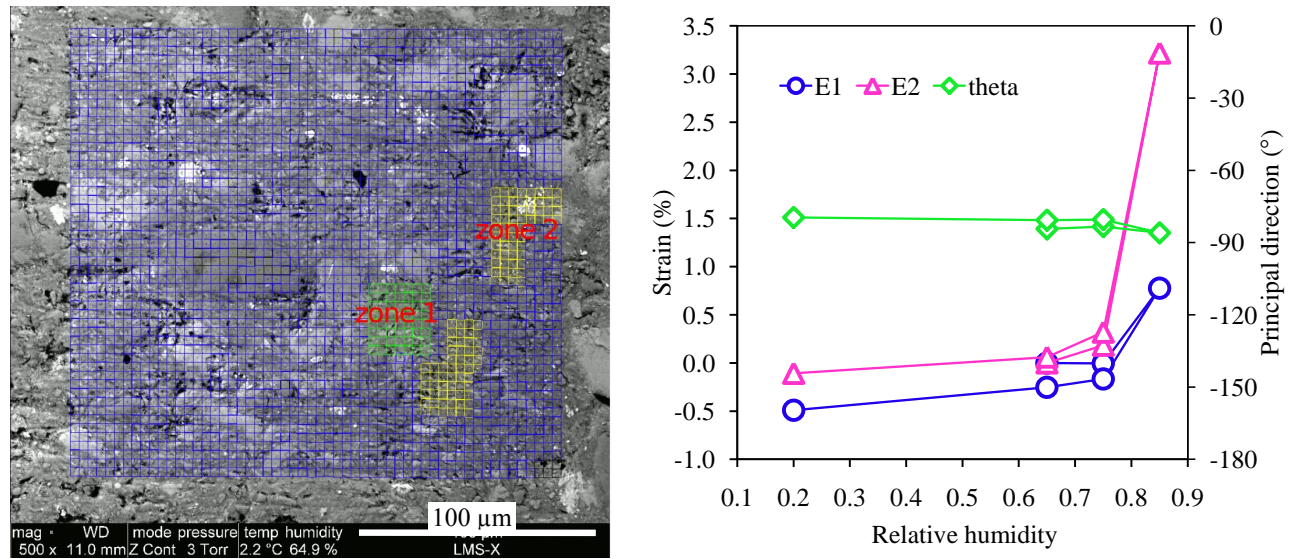 zone 2
zone 1
100 µm
mag WD mode pressure temp humidity
500 x 11.0 mm Z Cont 3 Torr 2.2 °C 64.9 % LMS-X
E1 E2 theta
3.5
3.0
2.5
2.0
1.5
1.0
0.5
0.0
-0.5
-1.0
Strain (%)
0.1 0.2 0.3 0.4 0.5 0.6 0.7 0.8 0.9
Relative humidity
0
-30
-60
-90
-120
-150
-180
Principal direction (°)